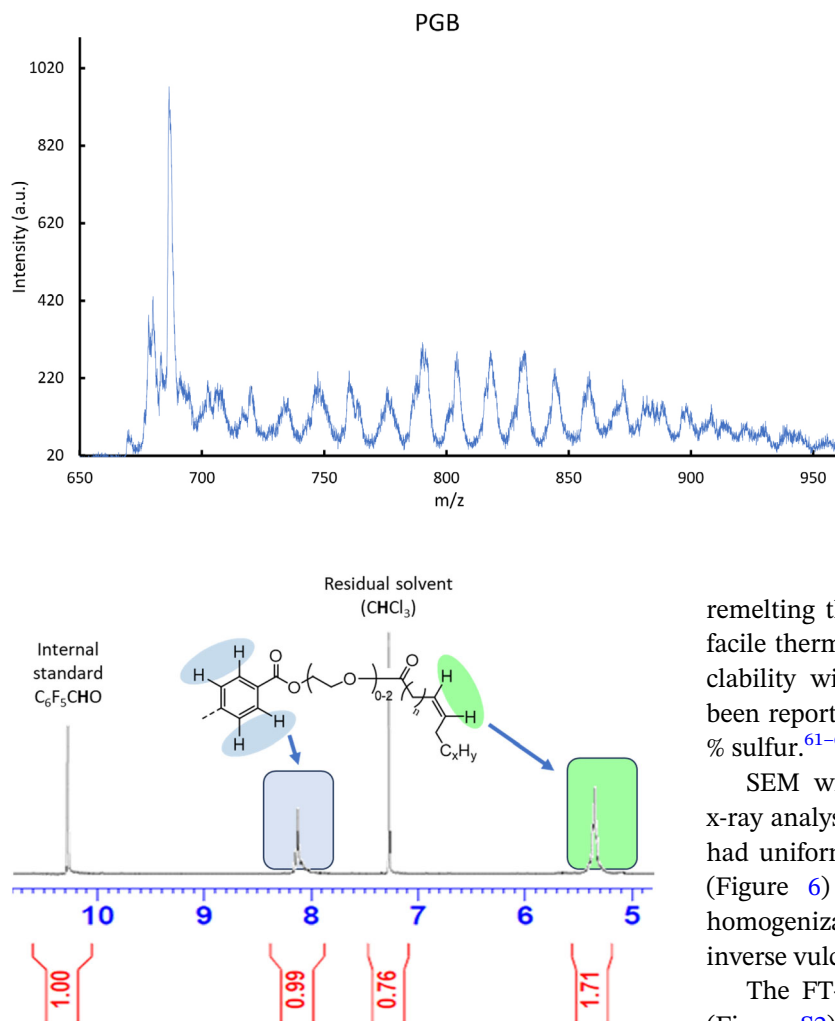 PGB
1020
820
620
420
220
20
Intensity (a.u.)
650 700 750 800 850 900 950
m/z
Residual solvent
(CHCl3)
Internal
standard
C6F5CHO
H H O
O O 0-2 O n H
H
H H
CxHy
10 9 8 7 6 5
1.00 0.99 0.76 1.71
remelting th
facile therm
clability wi
been report
% sulfur.61–
SEM w
x-ray analys
had uniforn
(Figure 6)
homogeniza
inverse vulc
The FT-